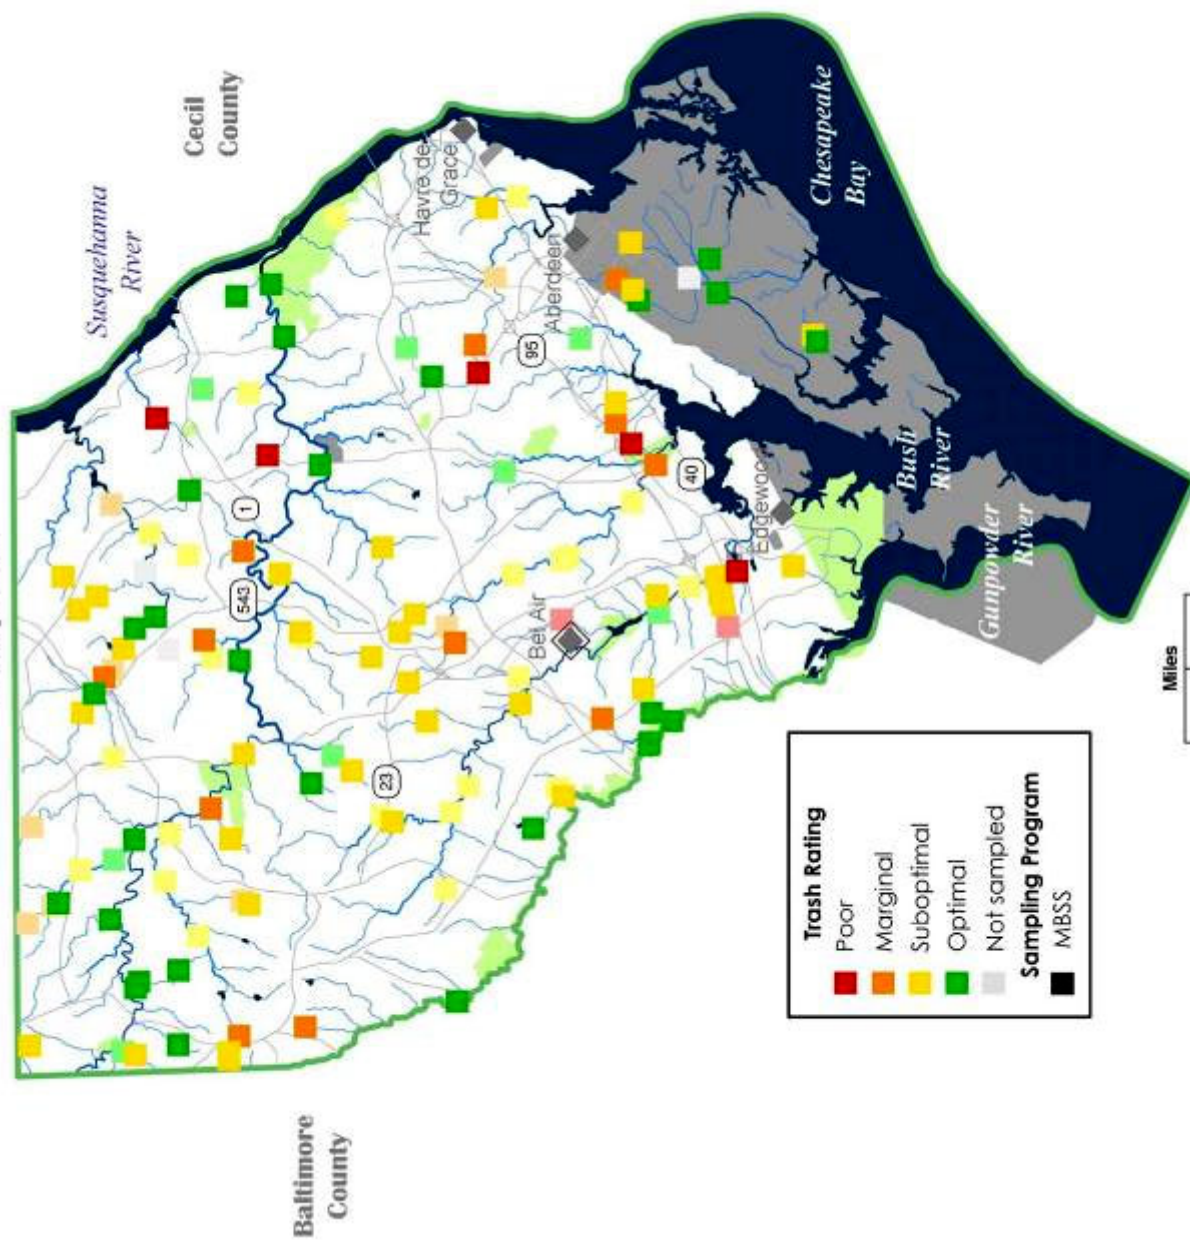 Cecil
County
Susquehanna
River
Havre de
Grace
Aberdeen
95
Chesapeake
Bay
1
543
40
Bush
River
Edgewood
Gunpowder
River
Bel Air
23
Miles
Baltimore
County
Trash Rating
Poor
Marginal
Suboptimal
Optimal
Not sampled
Sampling Program
MBSS